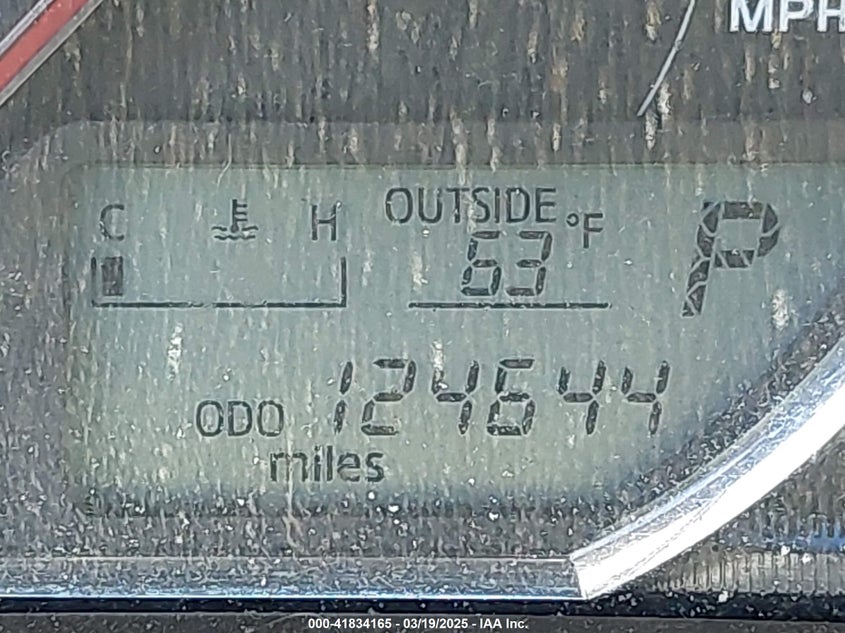 MPH
C H OUTSIDE
63 °F P
ODO 124644
miles
000-41834165 - 03/19/2025 - IAA Inc.